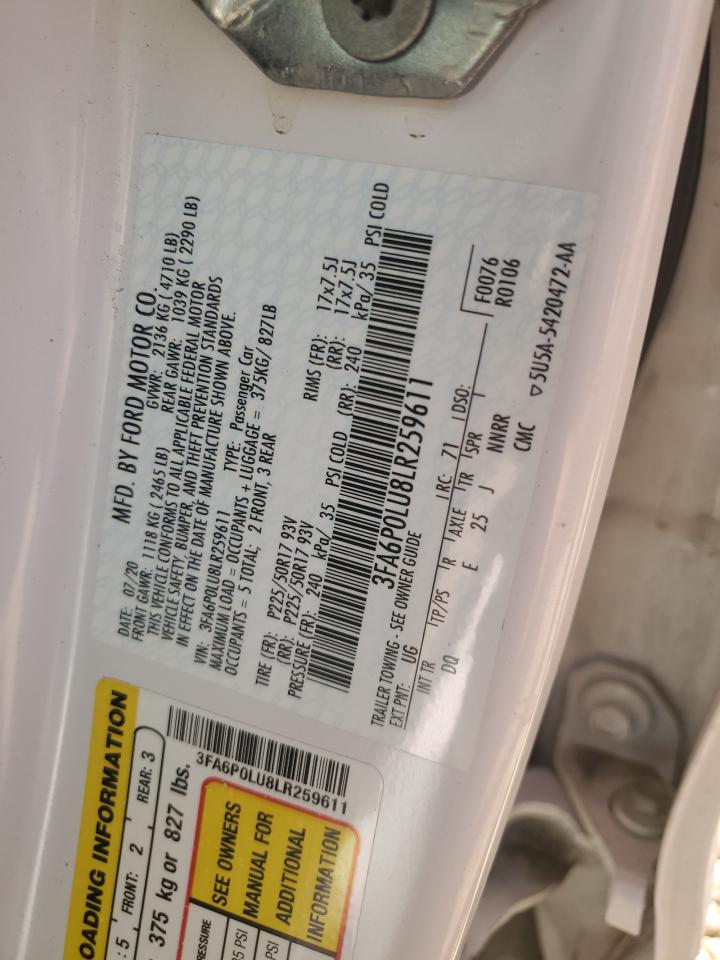 MFD. BY FORD MOTOR CO.
DATE: 07/20 GVWR: 2136 KG ( 4710 LB)
FRONT GAWR: 1118 KG ( 2465 LB) REAR GAWR: 1039 KG ( 2290 LB)
THIS VEHICLE CONFORMS TO ALL APPLICABLE FEDERAL MOTOR
VEHICLE SAFETY, BUMPER, AND THEFT PREVENTION STANDARDS
IN EFFECT ON THE DATE OF MANUFACTURE SHOWN ABOVE.
VIN: 3FA6P0LU8LR259611 TYPE: Passenger Car
MAXIMUM LOAD = OCCUPANTS + LUGGAGE = 375KG/ 827LB
OCCUPANTS = 5 TOTAL; 2 FRONT, 3 REAR
TIRE (FR): P225/50R17 93V RIMS (FR): 17x7.5J
(RR): P225/50R17 93V (RR): 17x7.5J
PRESSURE (FR): 240 kPa/ 35 PSI COLD (RR): 240 kPa/ 35 PSI COLD
3FA6P0LU8LR259611
TRAILER TOWING - SEE OWNER GUIDE
EXT PNT: UG RC: 71 DSO: F0076
R0106
INT TR TP/PS R AXLE TR SPR
DQ E 25 J NNRR
CMC
▽5U5A-5420472-AA
OADING INFORMATION
: 5 FRONT: 2 REAR: 3
375 kg or 827 lbs.
3FA6P0LU8LR259611
SEE OWNERS
MANUAL FOR
ADDITIONAL
INFORMATION
RESSURE
35 PSI
PSI